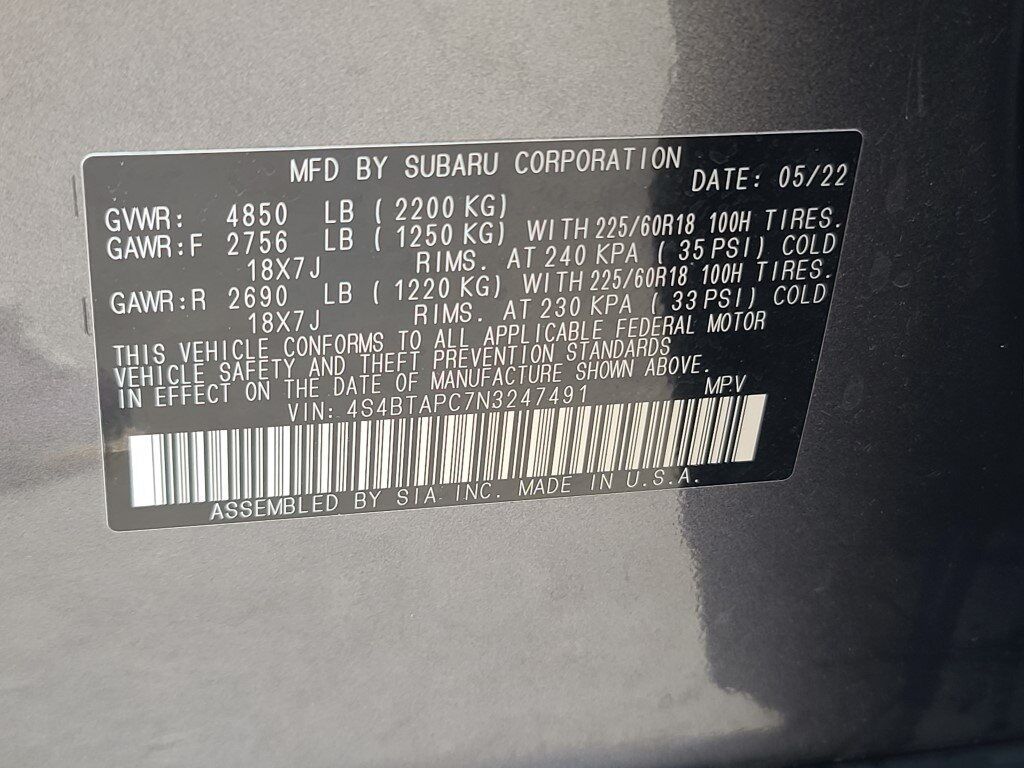 MFD BY SUBARU CORPORATION DATE: 05/22
GVWR: 4850 LB ( 2200 KG)
GAWR:F 2756 LB ( 1250 KG) WITH 225/60R18 100H TIRES.
18X7J RIMS. AT 240 KPA ( 35 PSI) COLD
GAWR:R 2690 LB ( 1220 KG) WITH 225/60R18 100H TIRES.
18X7J RIMS. AT 230 KPA ( 33 PSI) COLD
THIS VEHICLE CONFORMS TO ALL APPLICABLE FEDERAL MOTOR
VEHICLE SAFETY AND THEFT PREVENTION STANDARDS
IN EFFECT ON THE DATE OF MANUFACTURE SHOWN ABOVE.
VIN: 4S4BTAPC7N3247491 MPV
ASSEMBLED BY SIA INC. MADE IN U.S.A.